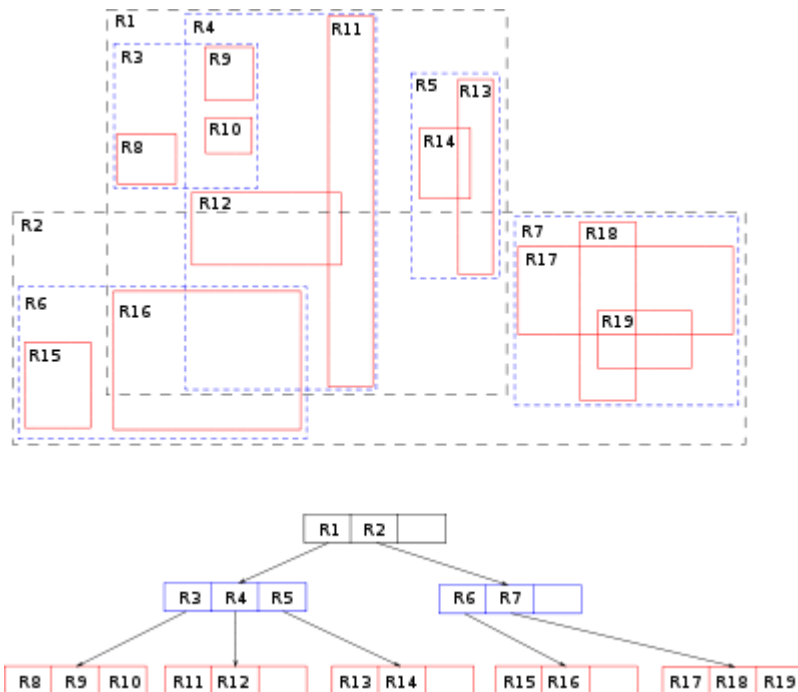 R1
R4
R11
R3
R9
R5
R13
R10
R14
R8
R12
R2
R7
R18
R17
R6
R16
R19
R15
R1 R2
R3 R4 R5
R6 R7
R8 R9 R10
R11 R12
R13 R14
R15 R16
R17 R18 R19